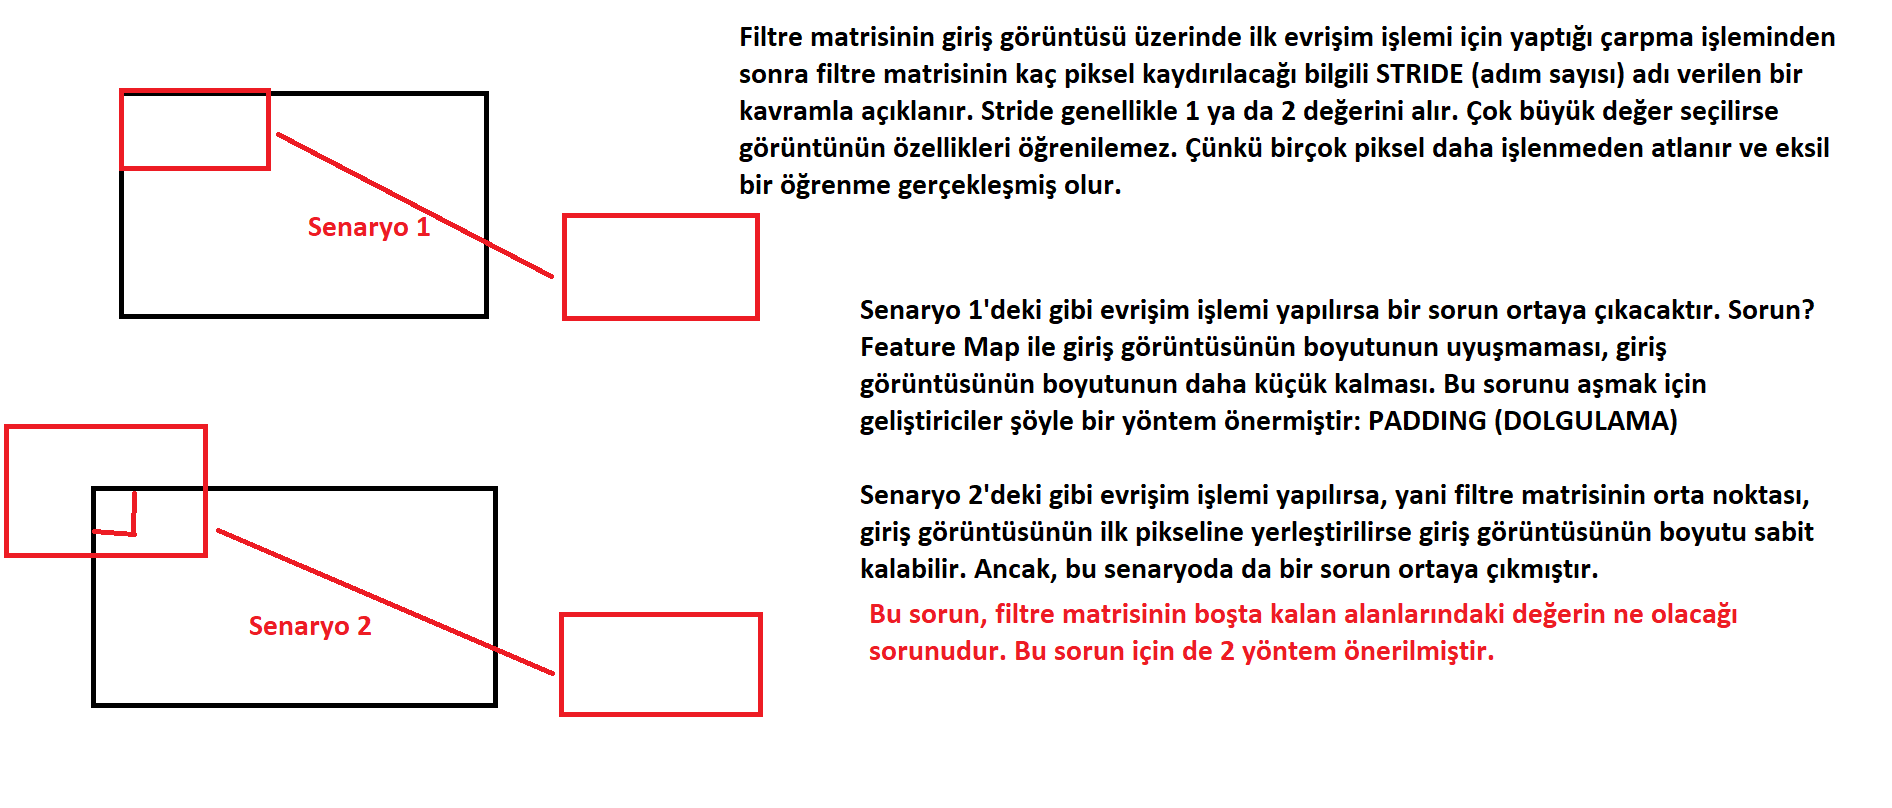 Filtre matrisinin giriş görüntüsü üzerinde ilk evrişim işlemi için yaptığı çarpma işleminden
sonra filtre matrisinin kaç piksel kaydırılacağı bilgili STRIDE (adım sayısı) adı verilen bir
kavramla açıklanır. Stride genellikle 1 ya da 2 değerini alır. Çok büyük değer seçilirse
görüntünün özellikleri öğrenilemez. Çünkü birçok piksel daha işlenmeden atlanır ve eksil
bir öğrenme gerçekleşmiş olur.
Senaryo 1
Senaryo 1'deki gibi evrişim işlemi yapılırsa bir sorun ortaya çıkacaktır. Sorun?
Feature Map ile giriş görüntüsünün boyutunun uyuşmaması, giriş
görüntüsünün boyutunun daha küçük kalması. Bu sorunu aşmak için
geliştiriciler şöyle bir yöntem önermiştir: PADDING (DOLGULAMA)
Senaryo 2'deki gibi evrişim işlemi yapılırsa, yani filtre matrisinin orta noktası,
giriş görüntüsünün ilk pikseline yerleştirilirse giriş görüntüsünün boyutu sabit
kalabilir. Ancak, bu senaryoda da bir sorun ortaya çıkmıştır.
Bu sorun, filtre matrisinin boşta kalan alanlarındaki değerin ne olacağı
sorunudur. Bu sorun için de 2 yöntem önerilmiştir.
Senaryo 2